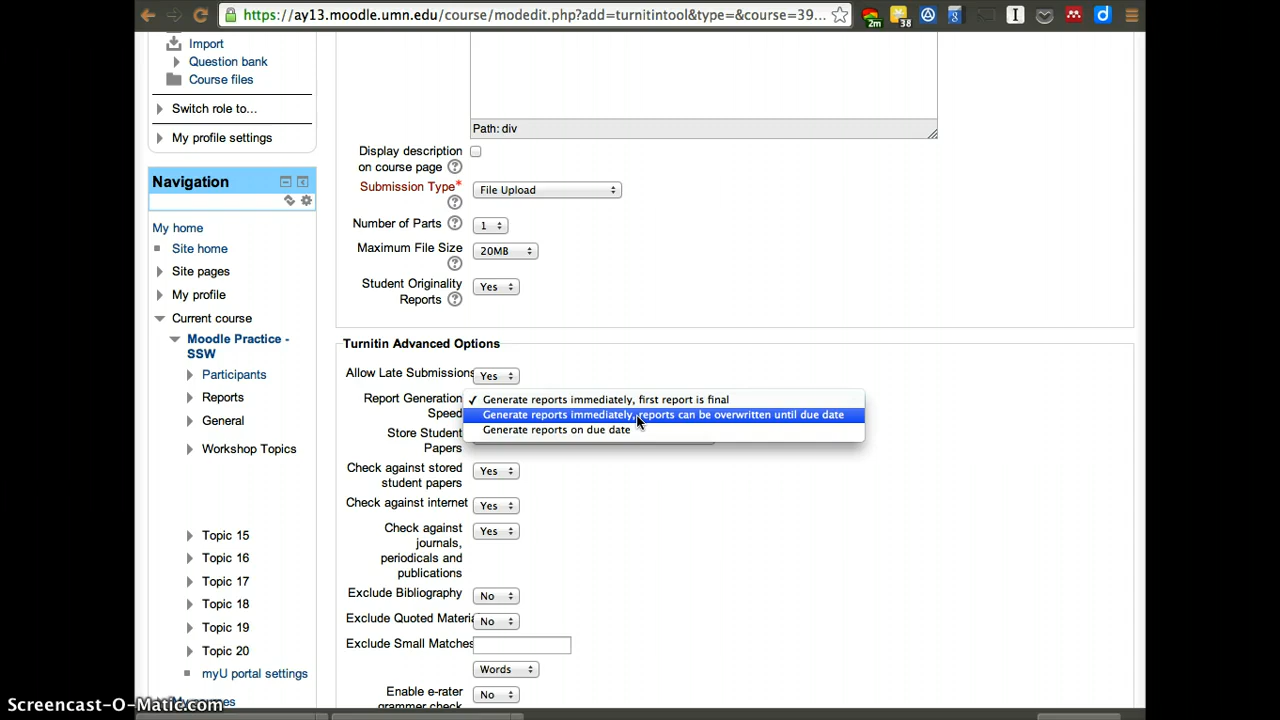 https://ay13.moodle.umn.edu/course/modedit.php?add=turnitintool&type=&course=39...
2m
38
Import
Question bank
Course files
Switch role to...
My profile settings
Navigation
My home
Site home
Site pages
My profile
Current course
Moodle Practice -
SSW
Participants
Reports
General
Workshop Topics
Topic 15
Topic 16
Topic 17
Topic 18
Topic 19
Topic 20
myU portal settings
Path: div
Display description
on course page
Submission Type*
File Upload
Number of Parts
1
Maximum File Size
20MB
Student Originality
Reports
Yes
Turnitin Advanced Options
Allow Late Submissions
Yes
Report Generation
Speed
✓ Generate reports immediately, first report is final
Generate reports immediately, reports can be overwritten until due date
Generate reports on due date
Store Student
Papers
Check against stored
student papers
Yes
Check against internet
Yes
Check against
journals,
periodicals and
publications
Yes
Exclude Bibliography
No
Exclude Quoted Materia
No
Exclude Small Matches
Words
Enable e-rater
grammer check
No
Screencast-O-Matic.com